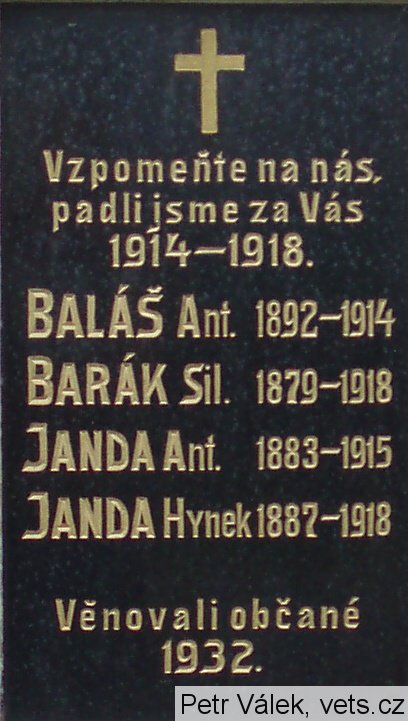 Vzpomeňte na nás,
padli jsme za Vás
1914–1918.
BALÁŠ Ant. 1892–1914
BARÁK Sil. 1879–1918
JANDA Ant. 1883–1915
JANDA Hynek 1887–1918
Věnovali občané
1932.
Petr Válek, vets.cz